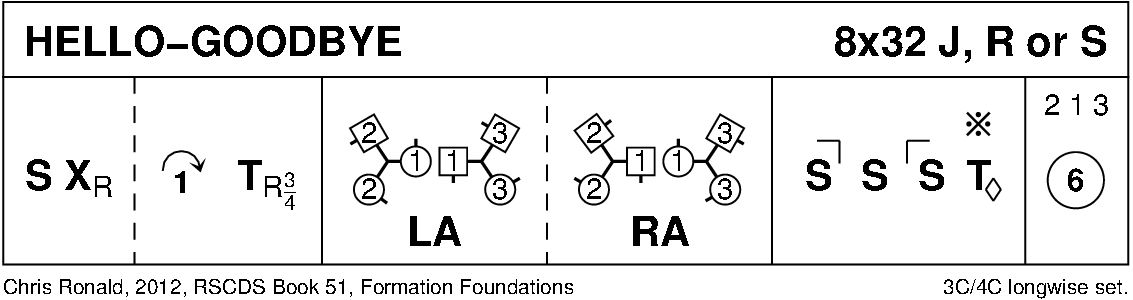 HELLO–GOODBYE 8x32 J, R or S
2 1 3
2 3 2 3
S X R 1 T R 3/4 1 1 1 1 S S S T 6
2 3 2 3
LA RA
Chris Ronald, 2012, RSCDS Book 51, Formation Foundations 3C/4C longwise set.